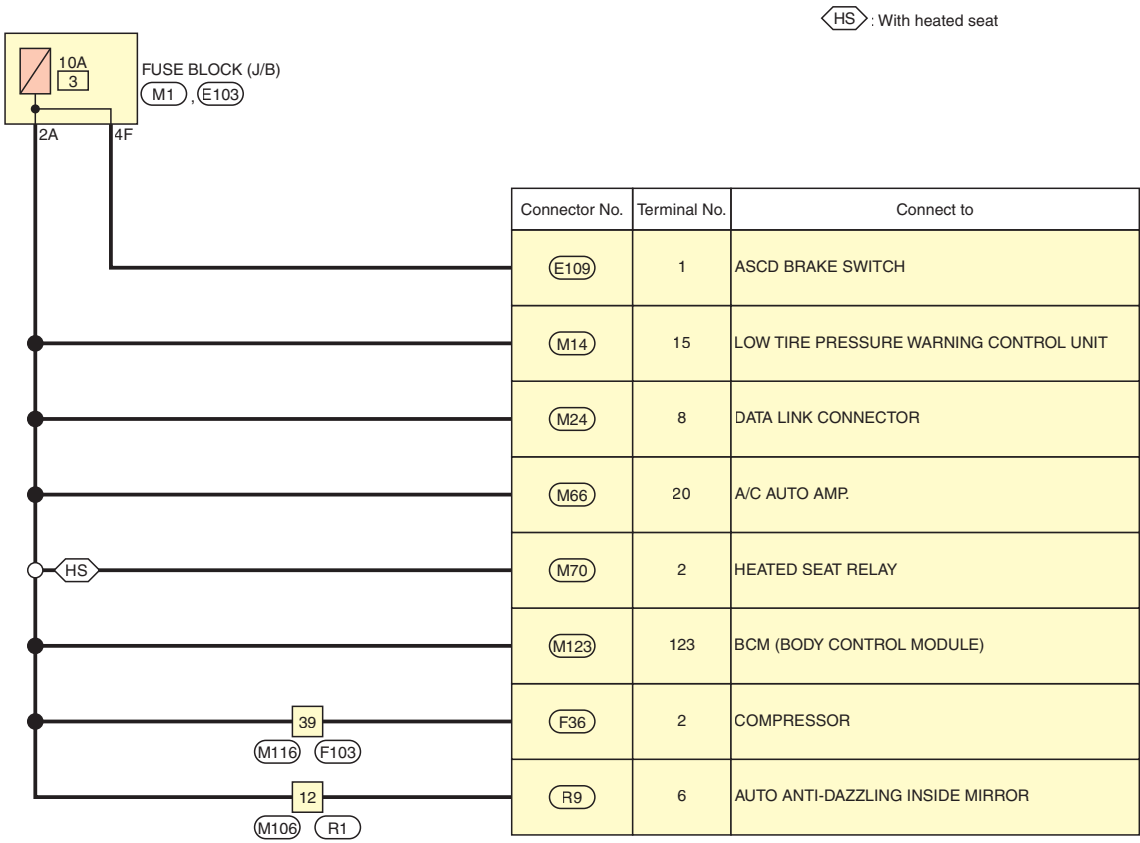 HS : With heated seat
10A
3
FUSE BLOCK (J/B)
M1 , E103
2A 4F
Connector No. Terminal No. Connect to
E109 1 ASCD BRAKE SWITCH
M14 15 LOW TIRE PRESSURE WARNING CONTROL UNIT
M24 8 DATA LINK CONNECTOR
M66 20 A/C AUTO AMP.
HS M70 2 HEATED SEAT RELAY
M123 123 BCM (BODY CONTROL MODULE)
39 F36 2 COMPRESSOR
M116 F103
12 R9 6 AUTO ANTI-DAZZLING INSIDE MIRROR
M106 R1